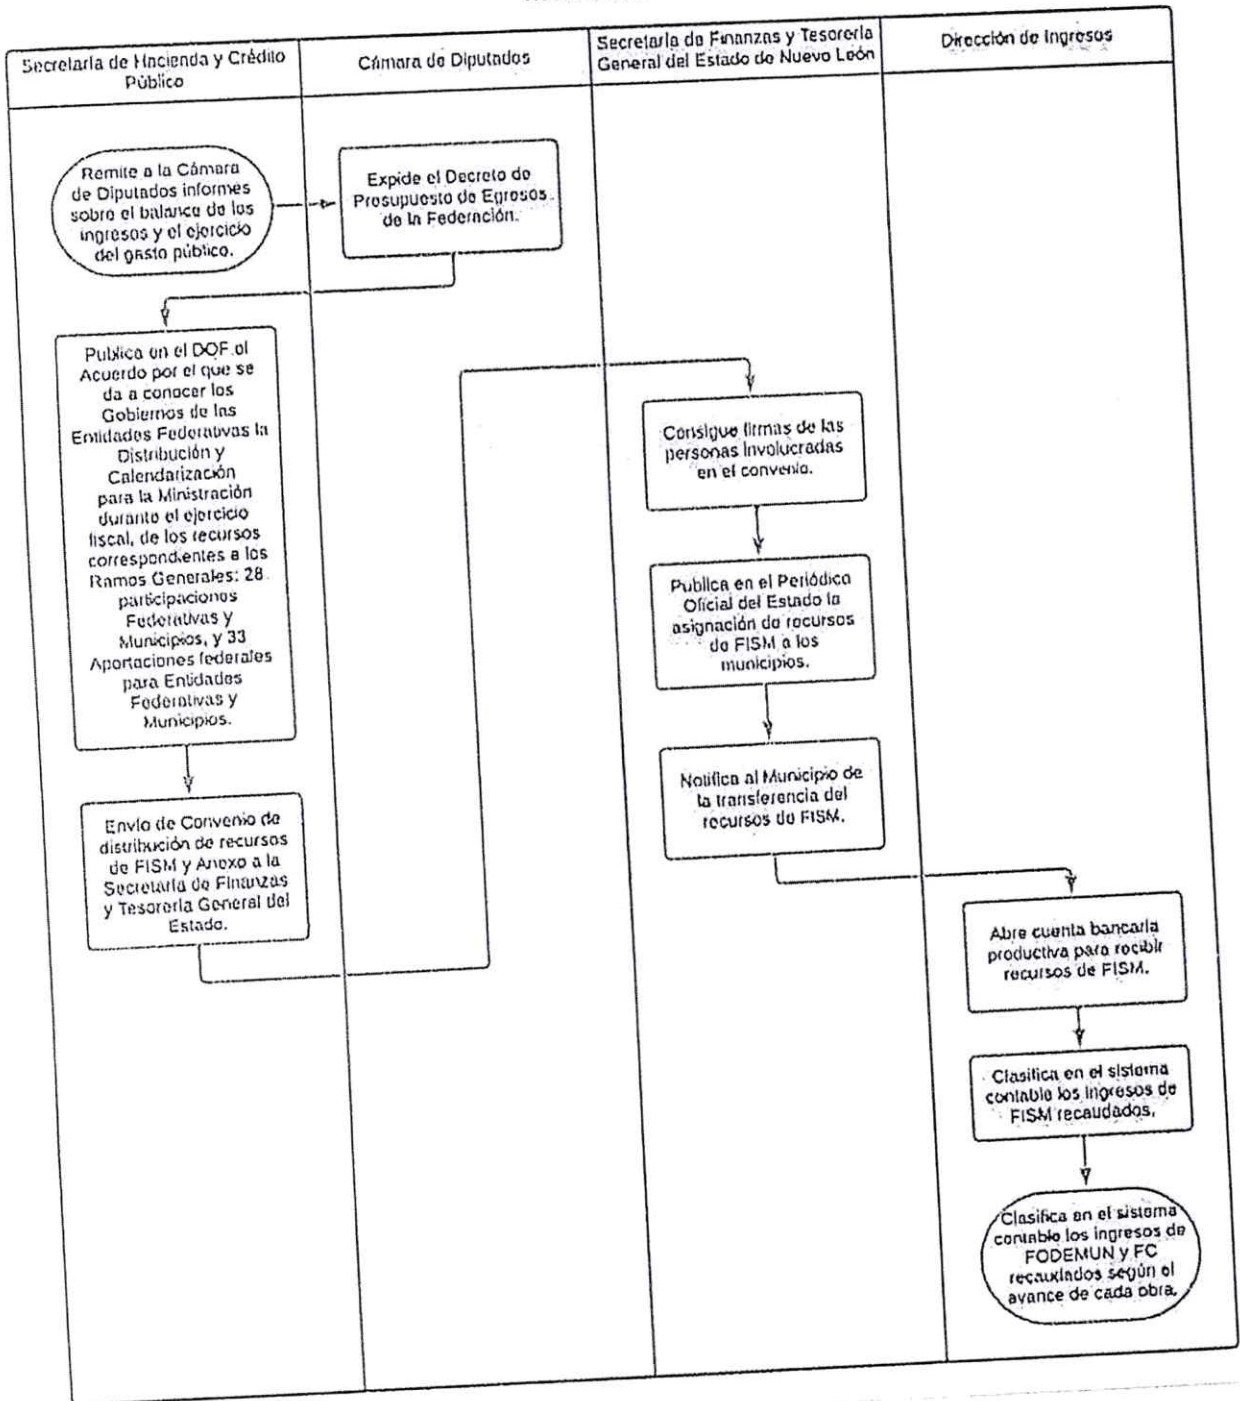 Secretaría de Hacienda y Crédito
Público
Cámara de Diputados
Secretaría de Finanzas y Tesorería
General del Estado de Nuevo León
Dirección de Ingresos
Remite a la Cámara
de Diputados informes
sobre el balance de los
ingresos y el ejercicio
del gasto público.
Expide el Decreto de
Presupuesto de Egresos
de la Federación.
Publica en el DOF el
Acuerdo por el que se
da a conocer los
Gobiernos de las
Entidades Federativas la
Distribución y
Calendarización
para la Ministración
durante el ejercicio
fiscal, de los recursos
correspondientes a los
Ramos Generales: 28
participaciones
Federativas y
Municipios, y 33
Aportaciones federales
para Entidades
Federativas y
Municipios.
Envío de Convenio de
distribución de recursos
de FISM y Anexo a la
Secretaría de Finanzas
y Tesorería General del
Estado.
Consigue firmas de las
personas involucradas
en el convenio.
Publica en el Periódico
Oficial del Estado la
asignación de recursos
de FISM a los
municipios.
Notifica al Municipio de
la transferencia del
recursos de FISM.
Abre cuenta bancaria
productiva para recibir
recursos de FISM.
Clasifica en el sistema
contable los ingresos de
FISM recaudados.
Clasifica en el sistema
contable los ingresos de
FODEMUN y FC
recaudados según el
avance de cada obra.